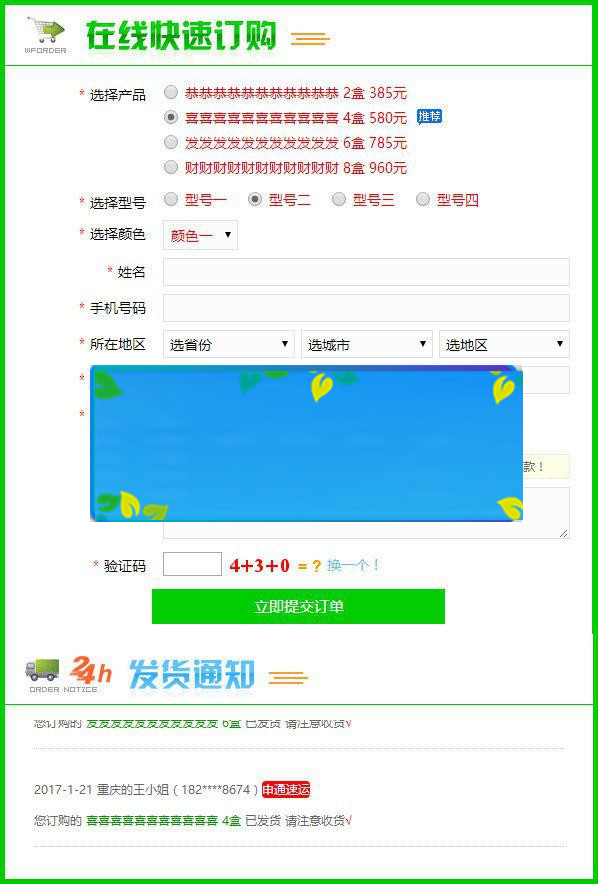 WFORDER 在线快速订购
* 选择产品 恭恭恭恭恭恭恭恭恭恭恭 2盒 385元
喜喜喜喜喜喜喜喜喜喜喜 4盒 580元 推荐
发发发发发发发发发发发 6盒 785元
财财财财财财财财财财财 8盒 960元
* 选择型号 型号一 型号二 型号三 型号四
* 选择颜色 颜色一
* 姓名
* 手机号码
* 所在地区 选省份 选城市 选地区
*
*
款！
* 验证码 4+3+0 = ? 换一个！
立即提交订单
24h ORDER NOTICE 发货通知
您订购的 发发发发发发发发发发发 6盒 已发货 请注意收货√
2017-1-21 重庆的王小姐 ( 182****8674 ) 申通速运
您订购的 喜喜喜喜喜喜喜喜喜喜喜 4盒 已发货 请注意收货√